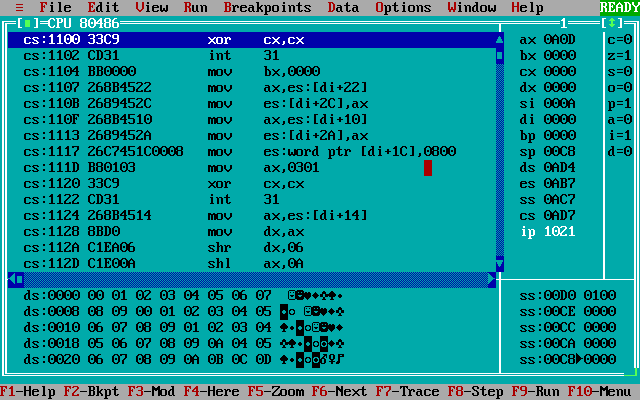 ≡ File Edit View Run Breakpoints Data Options Window Help READY
[■]=CPU 80486 1 [↕]
cs:1100 33C9 xor cx,cx ax 0A0D c=0
cs:1102 CD31 int 31 bx 0000 z=1
cs:1104 BB0000 mov bx,0000 cx 0000 s=0
cs:1107 268B4522 mov ax,es:[di+22] dx 0000 o=0
cs:110B 2689452C mov es:[di+2C],ax si 000A p=1
cs:110F 268B4510 mov ax,es:[di+10] di 0000 a=0
cs:1113 2689452A mov es:[di+2A],ax bp 0000 i=1
cs:1117 26C7451C0008 mov es:word ptr [di+1C],0800 sp 00C8 d=0
cs:111D B80103 mov ax,0301 ds 0AD4
cs:1120 33C9 xor cx,cx es 0AB7
cs:1122 CD31 int 31 ss 0AC7
cs:1124 268B4514 mov ax,es:[di+14] cs 0AD7
cs:1128 8BD0 mov dx,ax ip 1021
cs:112A C1EA06 shr dx,06
cs:112D C1E00A shl ax,0A
ds:0000 00 01 02 03 04 05 06 07 ☺☻♥♦♣♠• ss:00D0 0100
ds:0008 08 09 00 01 02 03 04 05 ◘○ ☺☻♥♦♣ ss:00CE 0000
ds:0010 06 07 08 09 01 02 03 04 ♠•◘○☺☻♥♦ ss:00CC 0000
ds:0018 05 06 07 08 09 0A 04 05 ♣♠•◘○◙♦♣ ss:00CA 0000
ds:0020 06 07 08 09 0A 0B 0C 0D ♠•◘○◙♂♀♪ ss:00C8►0000
F1-Help F2-Bkpt F3-Mod F4-Here F5-Zoom F6-Next F7-Trace F8-Step F9-Run F10-Menu